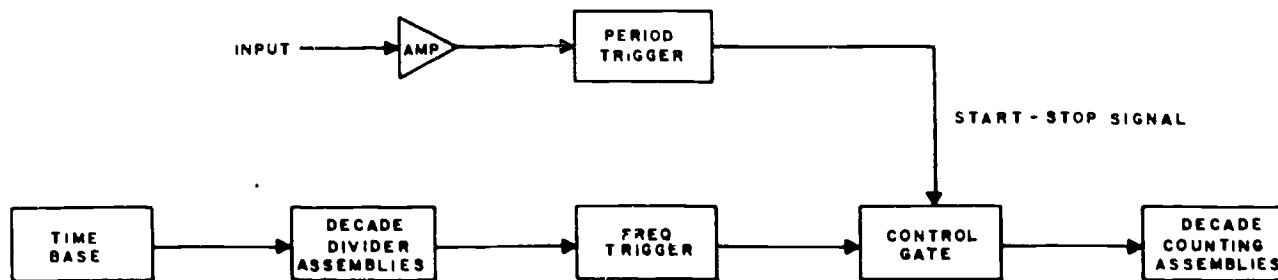 INPUT
AMP
PERIOD
TRIGGER
START - STOP SIGNAL
TIME
BASE
DECADE
DIVIDER
ASSEMBLIES
FREQ
TRIGGER
CONTROL
GATE
DECADE
COUNTING
ASSEMBLIES